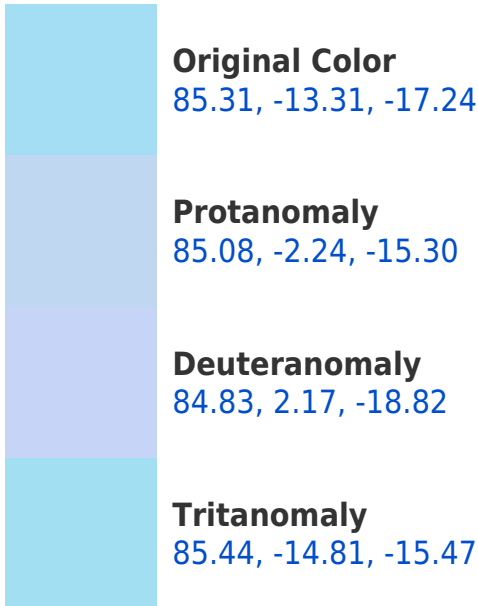 Original Color
85.31, -13.31, -17.24
Protanomaly
85.08, -2.24, -15.30
Deuteranomaly
84.83, 2.17, -18.82
Tritanomaly
85.44, -14.81, -15.47